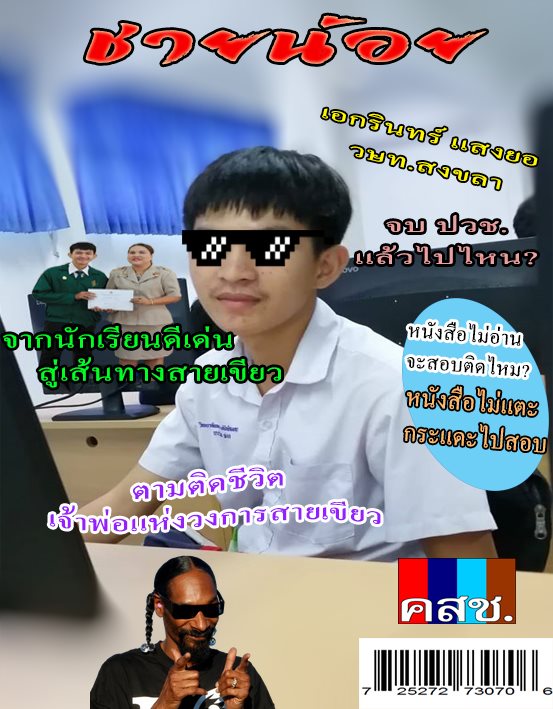 ชายน้อย
เอกรินทร์ แสงยอ
วษท.สงขลา
จบ ปวช.
แล้วไปไหน?
จากนักเรียนดีเด่น
สู่เส้นทางสายเขียว
หนังสือไม่อ่าน
จะสอบติดไหม?
หนังสือไม่แตะ
กระแดะไปสอบ
ตามติดชีวิต
เจ้าพ่อแห่งวงการสายเขียว
คสช.
7 25272 73070 6